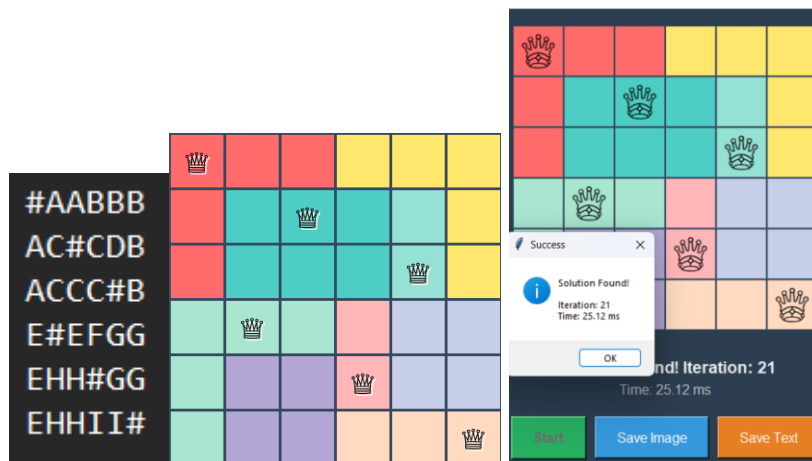 #AABBB
AC#CDB
ACCC#B
E#EFGG
EHH#GG
EHHII#
Success
Solution Found!
Iteration: 21
Time: 25.12 ms
OK
nd! Iteration: 21
Time: 25.12 ms
Start
Save Image
Save Text